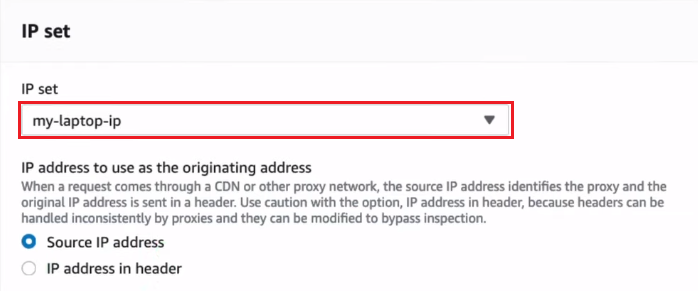 IP set
IP set
my-laptop-ip
IP address to use as the originating address
When a request comes through a CDN or other proxy network, the source IP address identifies the proxy and the
original IP address is sent in a header. Use caution with the option, IP address in header, because headers can be
handled inconsistently by proxies and they can be modified to bypass inspection.
Source IP address
IP address in header